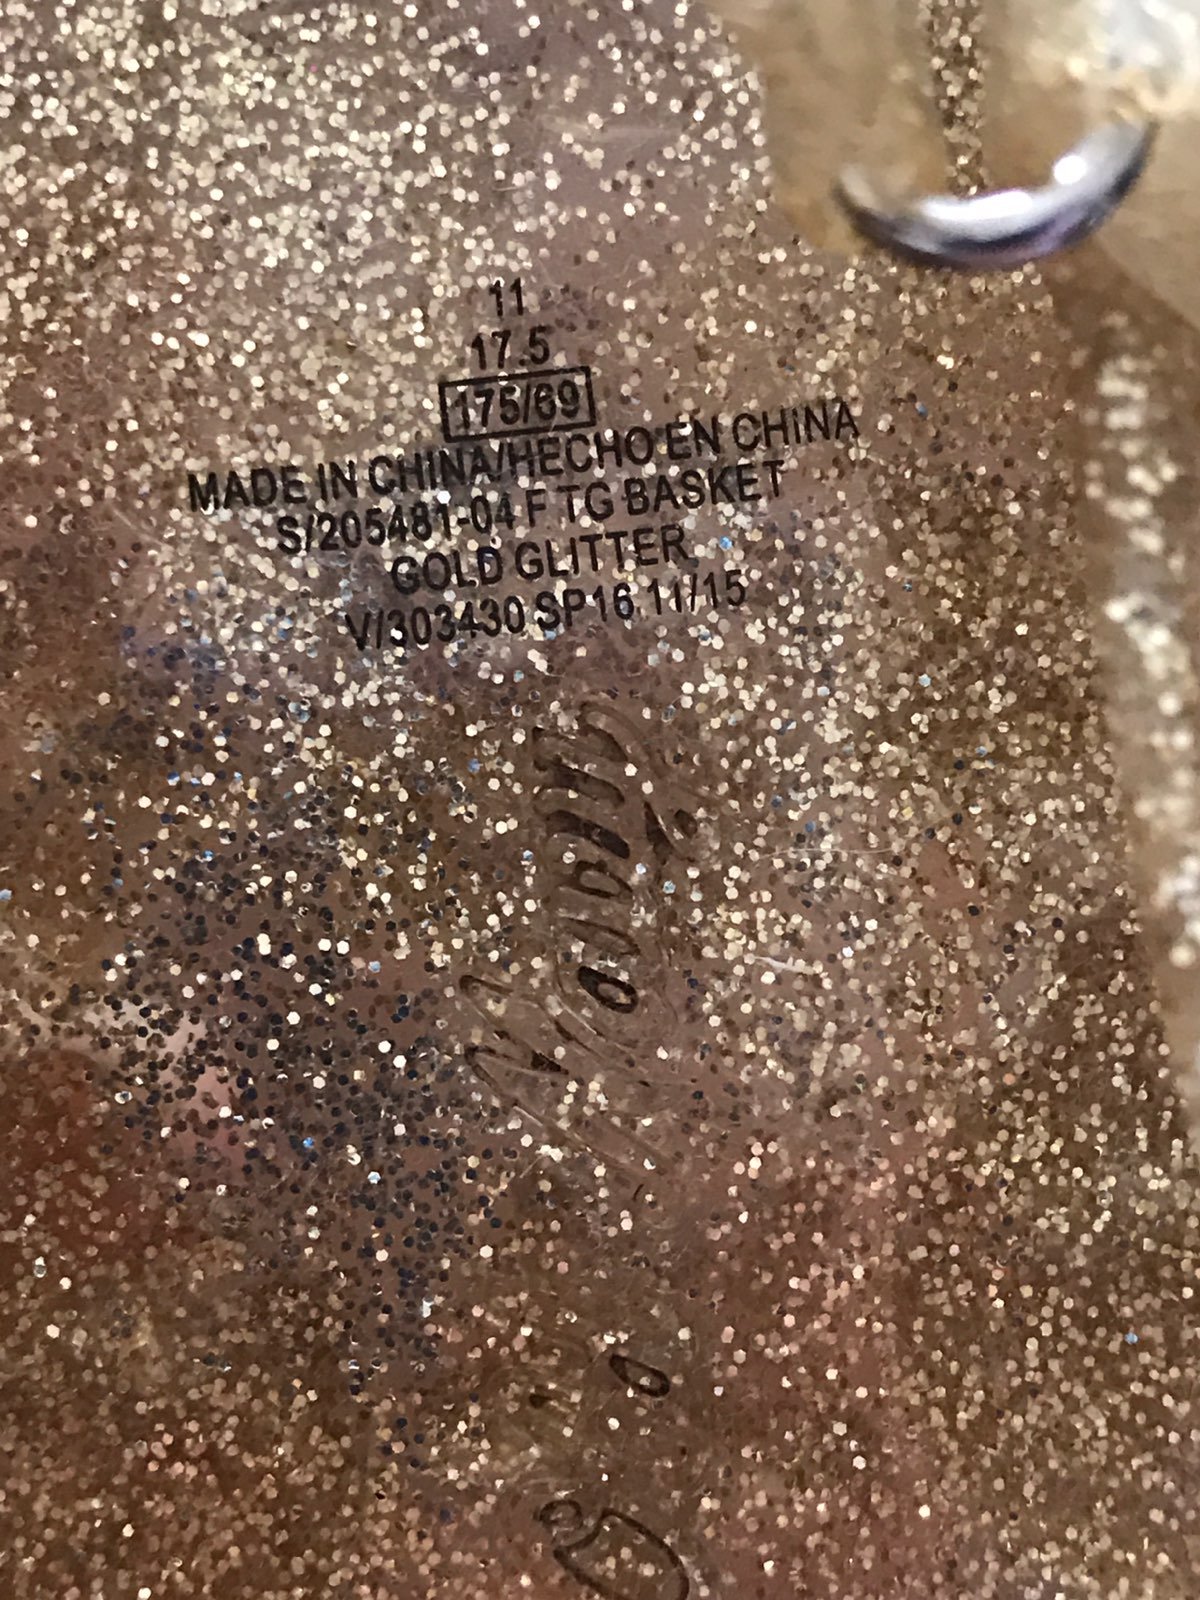 11
17.5
175/69
MADE IN CHINA/HECHO EN CHINA
S/205481-04 F TG BASKET
GOLD GLITTER
V/303430 SP16 11/15